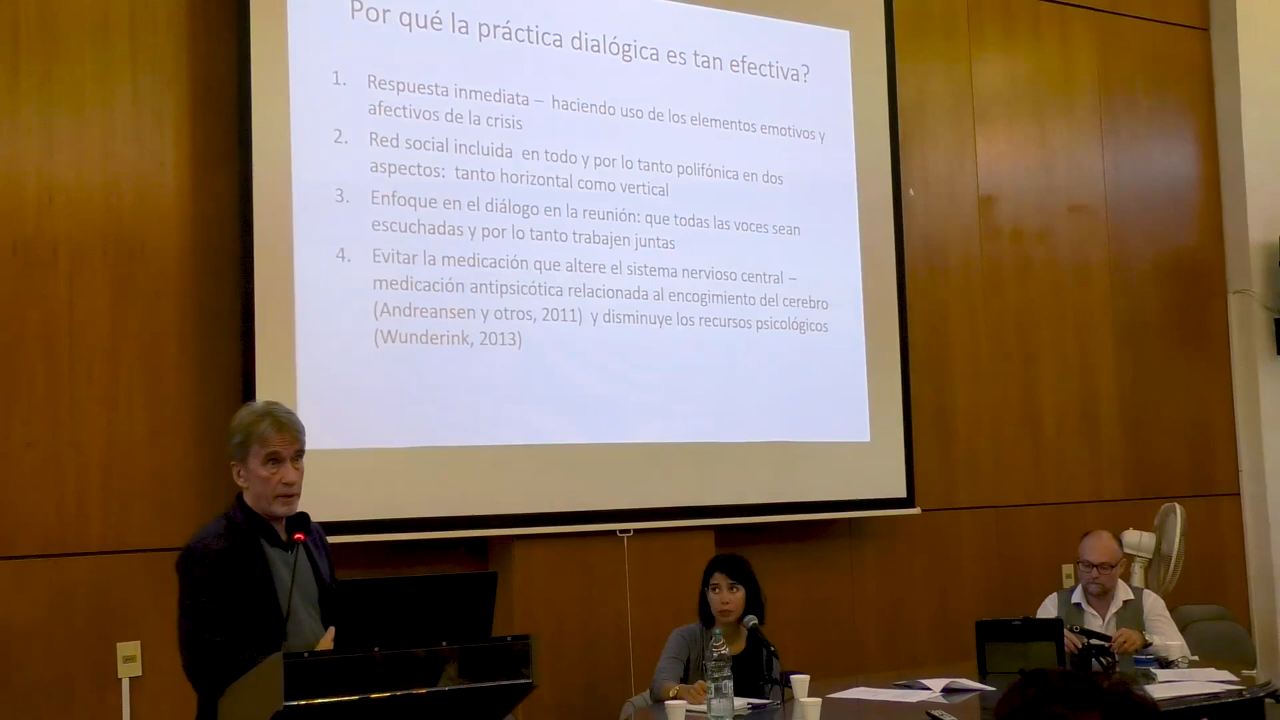 Por qué la práctica dialógica es tan efectiva?
1. Respuesta inmediata – haciendo uso de los elementos emotivos y
afectivos de la crisis
2. Red social incluida en todo y por lo tanto polifónica en dos
aspectos: tanto horizontal como vertical
3. Enfoque en el diálogo en la reunión: que todas las voces sean
escuchadas y por lo tanto trabajen juntas
4. Evitar la medicación que altere el sistema nervioso central –
medicación antipsicótica relacionada al encogimiento del cerebro
(Andreansen y otros, 2011) y disminuye los recursos psicológicos
(Wunderink, 2013)